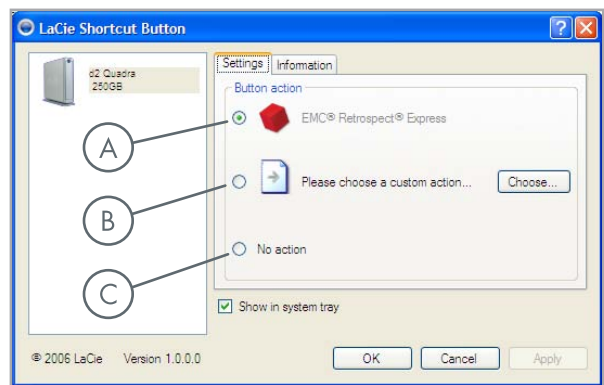 LaCie Shortcut Button
d2 Quadra
250GB
Settings
Information
Button action
A
EMC® Retrospect® Express
B
Please choose a custom action...
Choose...
C
No action
Show in system tray
© 2006 LaCie
Version 1.0.0.0
OK
Cancel
Apply